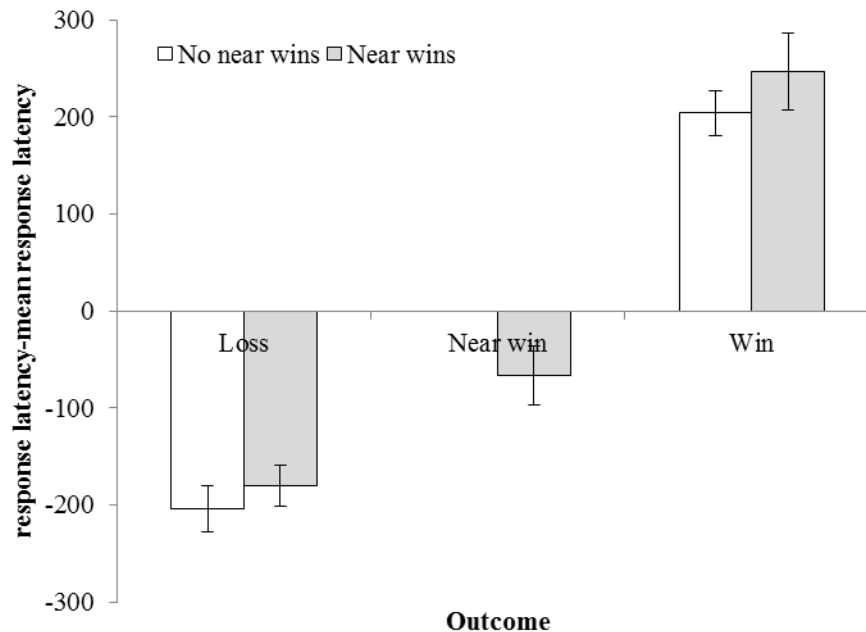 300
No near wins Near wins
200
100
0
Loss Near win Win
-100
-200
-300
response latency-mean response latency
Outcome